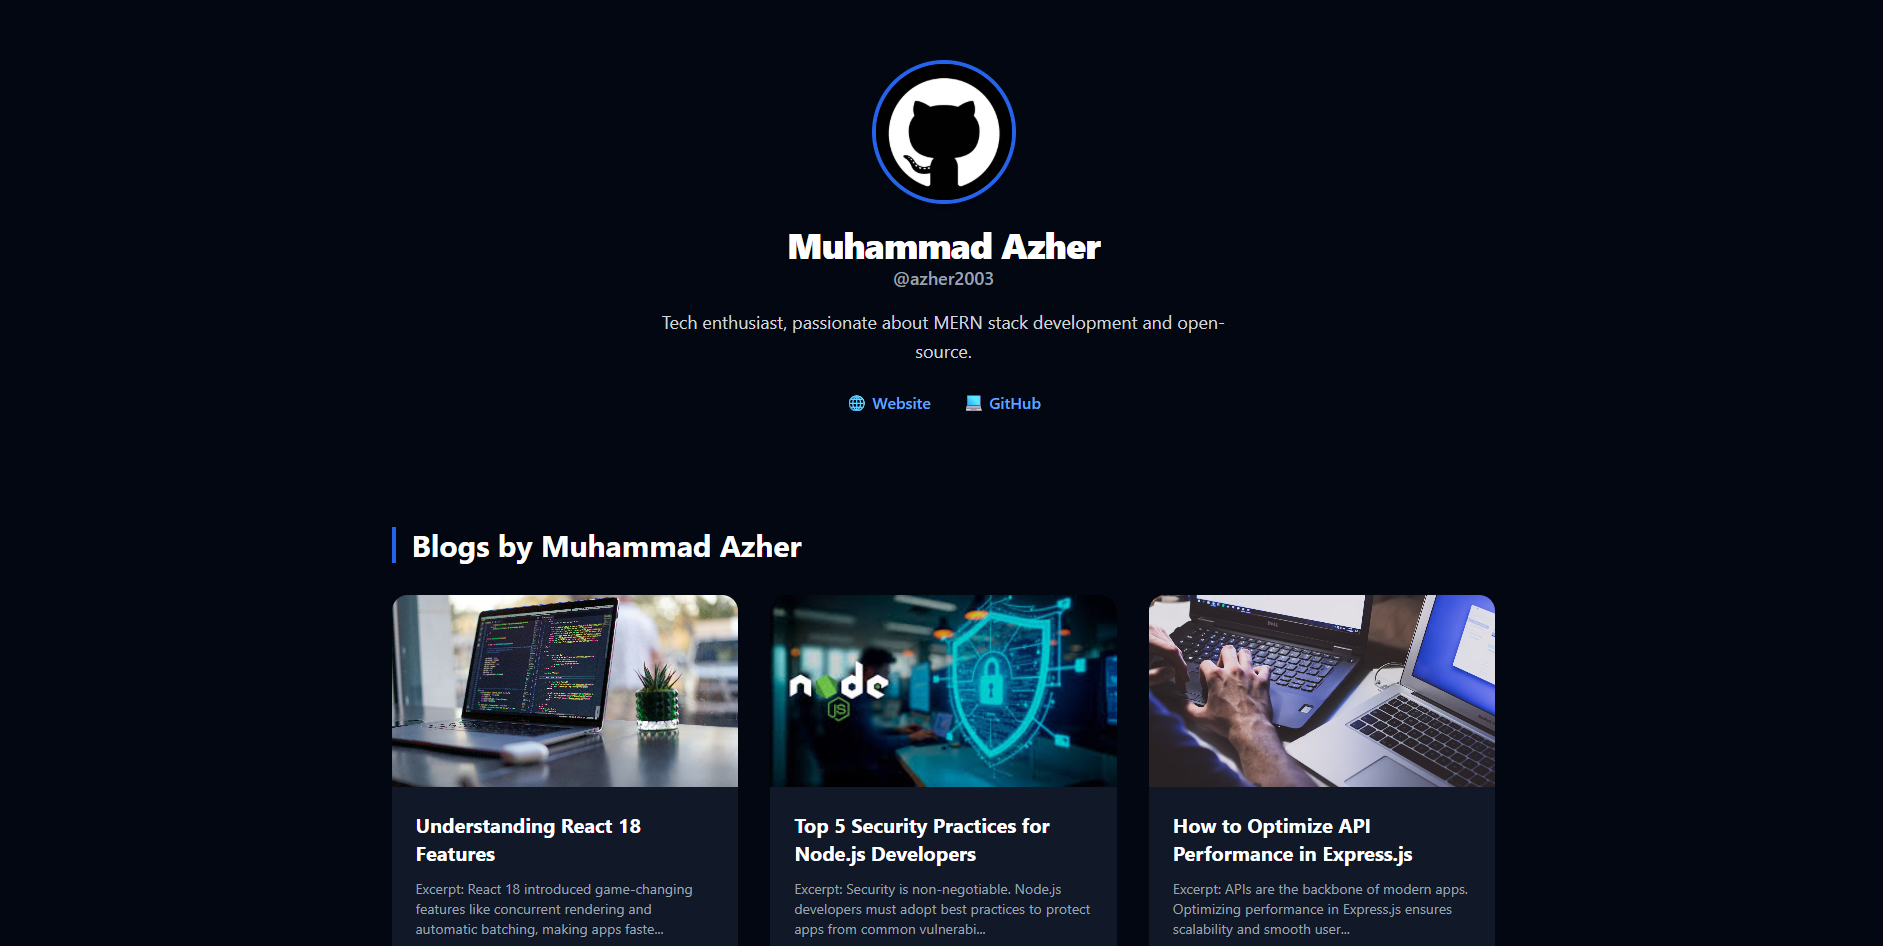 Muhammad Azher
@azher2003
Tech enthusiast, passionate about MERN stack development and open-
source.
Website
GitHub
Blogs by Muhammad Azher
node
JS
DELL
Understanding React 18
Features
Excerpt: React 18 introduced game-changing
features like concurrent rendering and
automatic batching, making apps faste...
Top 5 Security Practices for
Node.js Developers
Excerpt: Security is non-negotiable. Node.js
developers must adopt best practices to protect
apps from common vulnerabi...
How to Optimize API
Performance in Express.js
Excerpt: APIs are the backbone of modern apps.
Optimizing performance in Express.js ensures
scalability and smooth user...